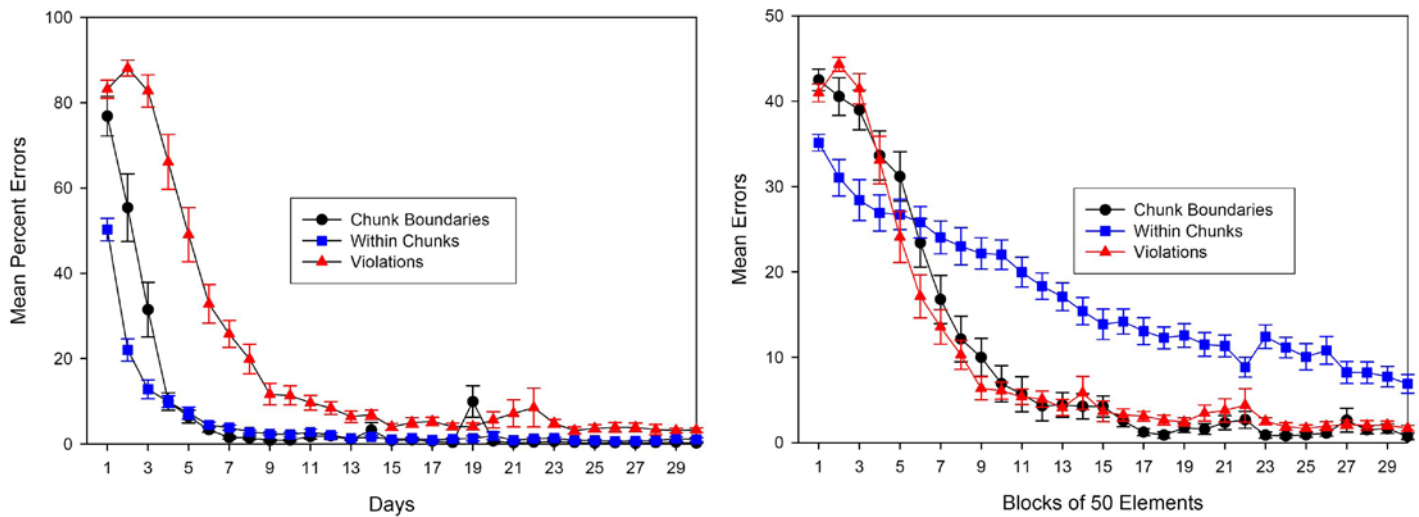 100
80
60
40
20
0
Mean Percent Errors
Chunk Boundaries
Within Chunks
Violations
1 3 5 7 9 11 13 15 17 19 21 23 25 27 29
Days
50
40
30
20
10
0
Mean Errors
Chunk Boundaries
Within Chunks
Violations
1 3 5 7 9 11 13 15 17 19 21 23 25 27 29
Blocks of 50 Elements